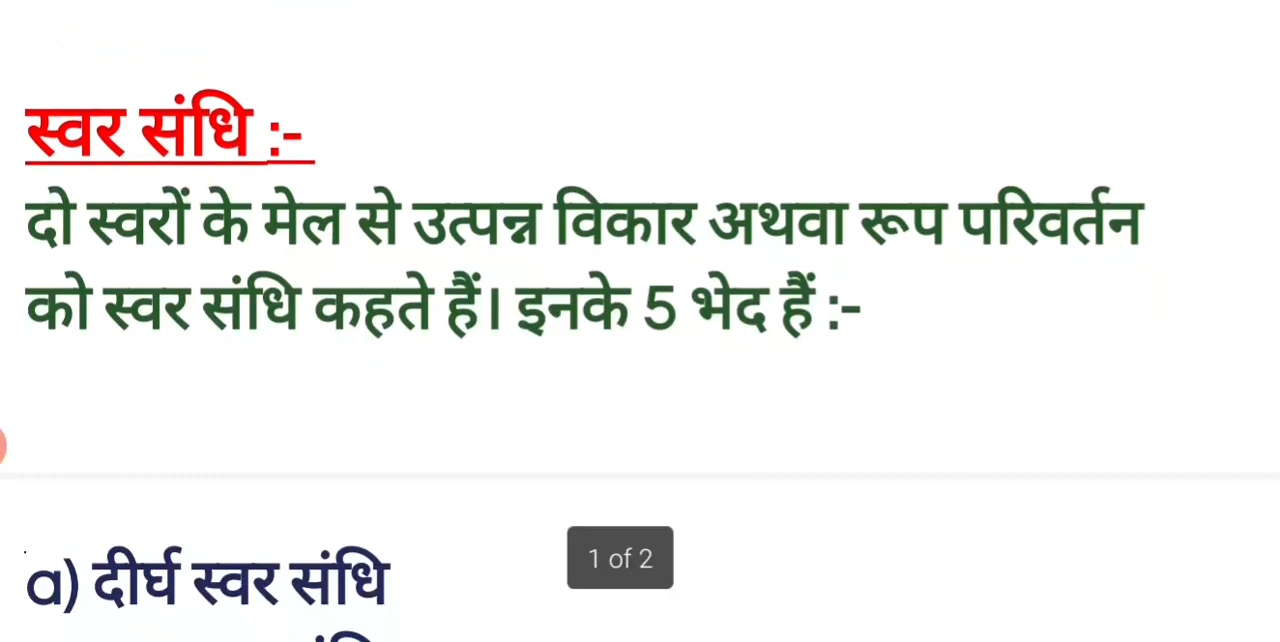 स्वर संधि :-
दो स्वरों के मेल से उत्पन्न विकार अथवा रूप परिवर्तन
को स्वर संधि कहते हैं। इनके 5 भेद हैं :-
a) दीर्घ स्वर संधि
1 of 2